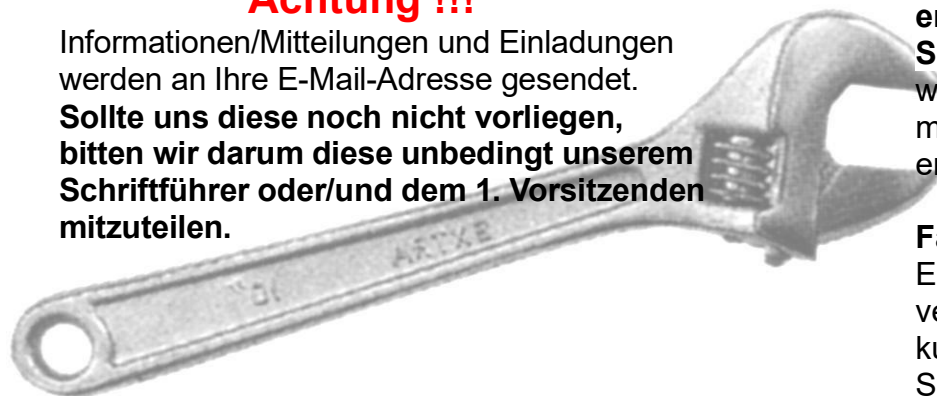 Achtung !!!
Informationen/Mitteilungen und Einladungen
werden an Ihre E-Mail-Adresse gesendet.
Sollte uns diese noch nicht vorliegen,
bitten wir darum diese unbedingt unserem
Schriftführer oder/und dem 1. Vorsitzenden
mitzuteilen.